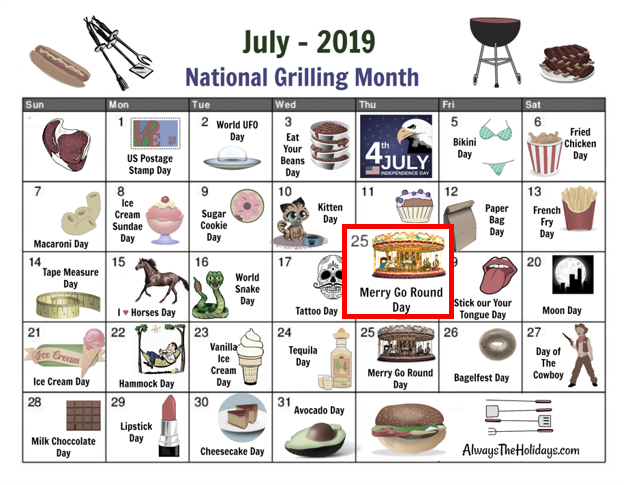 July - 2019
National Grilling Month
Sun Mon Tue Wed Thu Fri Sat
1
LOVE
US Postage
Stamp Day
2 World UFO
Day
3
Eat
Your
Beans
Day
4th
of
JULY
INDEPENDENCE DAY
5
Bikini
Day
6
Fried
Chicken
Day
7
Macaroni Day
8
Ice
Cream
Sundae
Day
9
Sugar
Cookie
Day
10
Kitten
Day
11
12
Paper
Bag
Day
13
French
Fry
Day
14
Tape Measure
Day
15
I ♥ Horses Day
16
World
Snake
Day
17
Tattoo Day
25
Merry Go Round
Day
9
Stick our Your
Tongue Day
20
Moon Day
21
Ice Cream
Ice Cream Day
22
Hammock Day
23
Vanilla
Ice
Cream
Day
24
Tequila
Day
25
Merry Go Round
Day
26
Bagelfest Day
27
Day of
The
Cowboy
28
Milk Choccolate
Day
29
Lipstick
Day
30
Cheesecake Day
31 Avocado Day
AlwaysTheHolidays.com